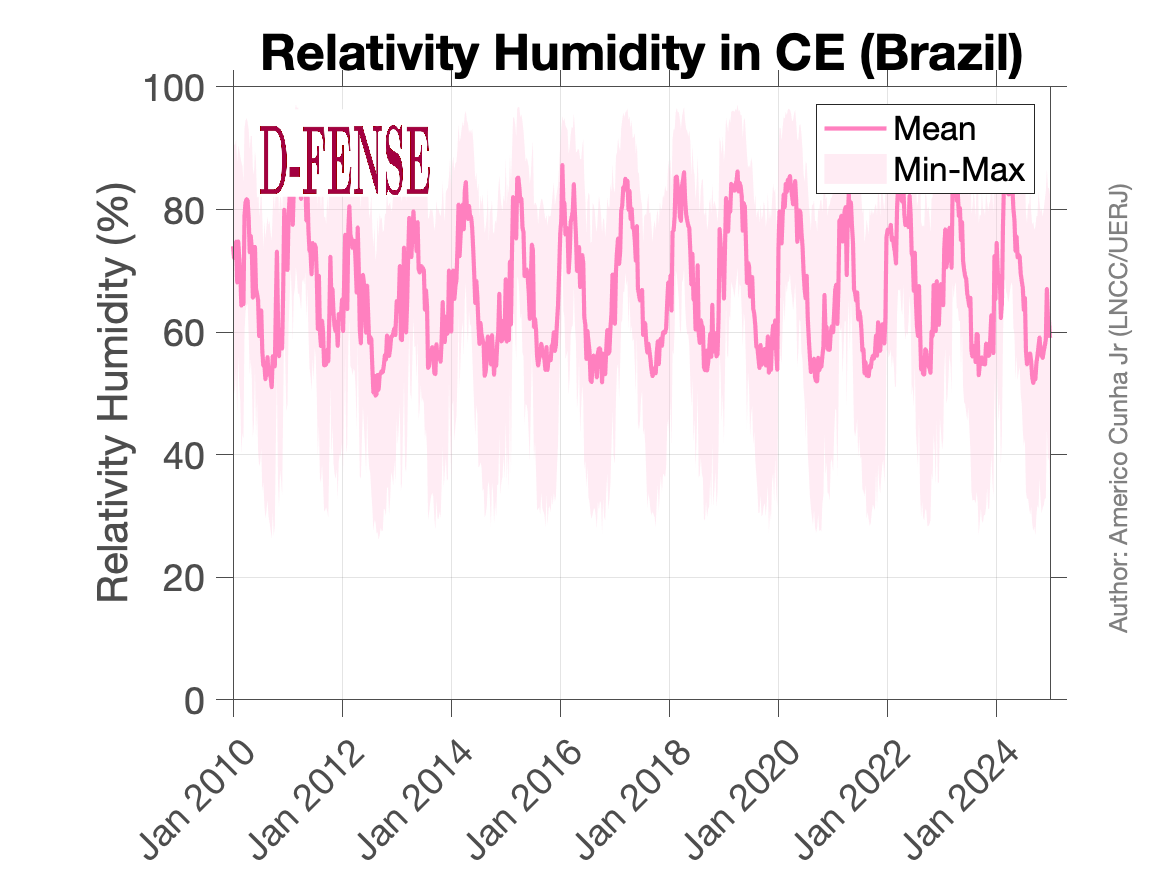 Relativity Humidity in CE (Brazil)
100
80
60
40
20
0
Relativity Humidity (%)
D-FENSE
Mean
Min-Max
Jan 2010
Jan 2012
Jan 2014
Jan 2016
Jan 2018
Jan 2020
Jan 2022
Jan 2024
Author: Americo Cunha Jr (LNCC/UERJ)